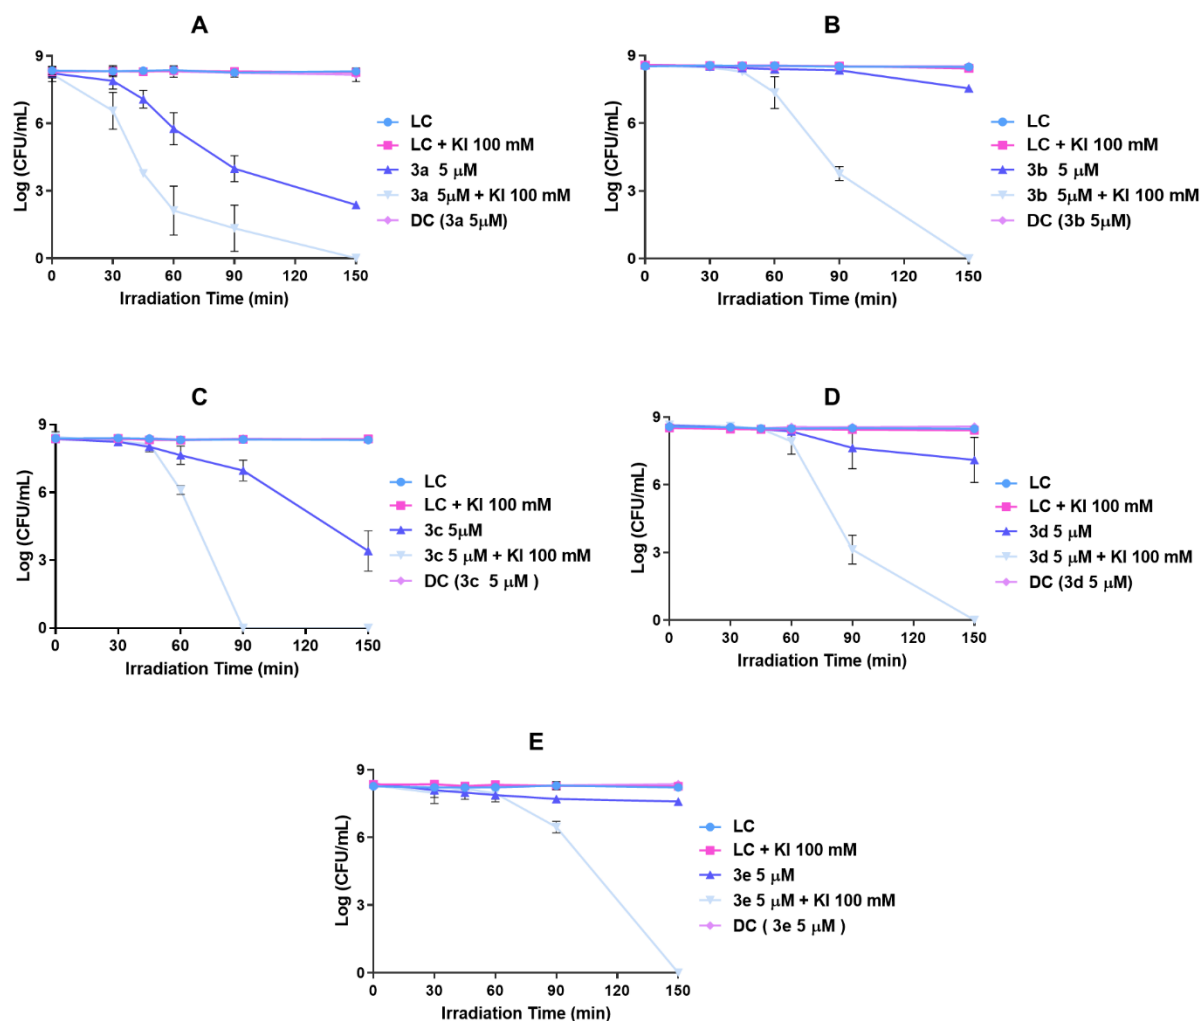 A
Log (CFU/mL)
9
6
3
0
0 30 60 90 120 150
Irradiation Time (min)
LC
LC + KI 100 mM
3a 5 μM
3a 5μM + KI 100 mM
DC (3a 5μM)
B
Log (CFU/mL)
9
6
3
0
0 30 60 90 120 150
Irradiation Time (min)
LC
LC + KI 100 mM
3b 5 μM
3b 5μM + KI 100 mM
DC (3b 5μM)
C
Log (CFU/mL)
9
6
3
0
0 30 60 90 120 150
Irradiation Time (min)
LC
LC + KI 100 mM
3c 5μM
3c 5 μM + KI 100 mM
DC (3c 5 μM )
D
Log (CFU/mL)
9
6
3
0
0 30 60 90 120 150
Irradiation Time (min)
LC
LC + KI 100 mM
3d 5 μM
3d 5 μM + KI 100 mM
DC (3d 5 μM)
E
Log (CFU/mL)
9
6
3
0
0 30 60 90 120 150
Irradiation Time (min)
LC
LC + KI 100 mM
3e 5 μM
3e 5 μM + KI 100 mM
DC ( 3e 5 μM )